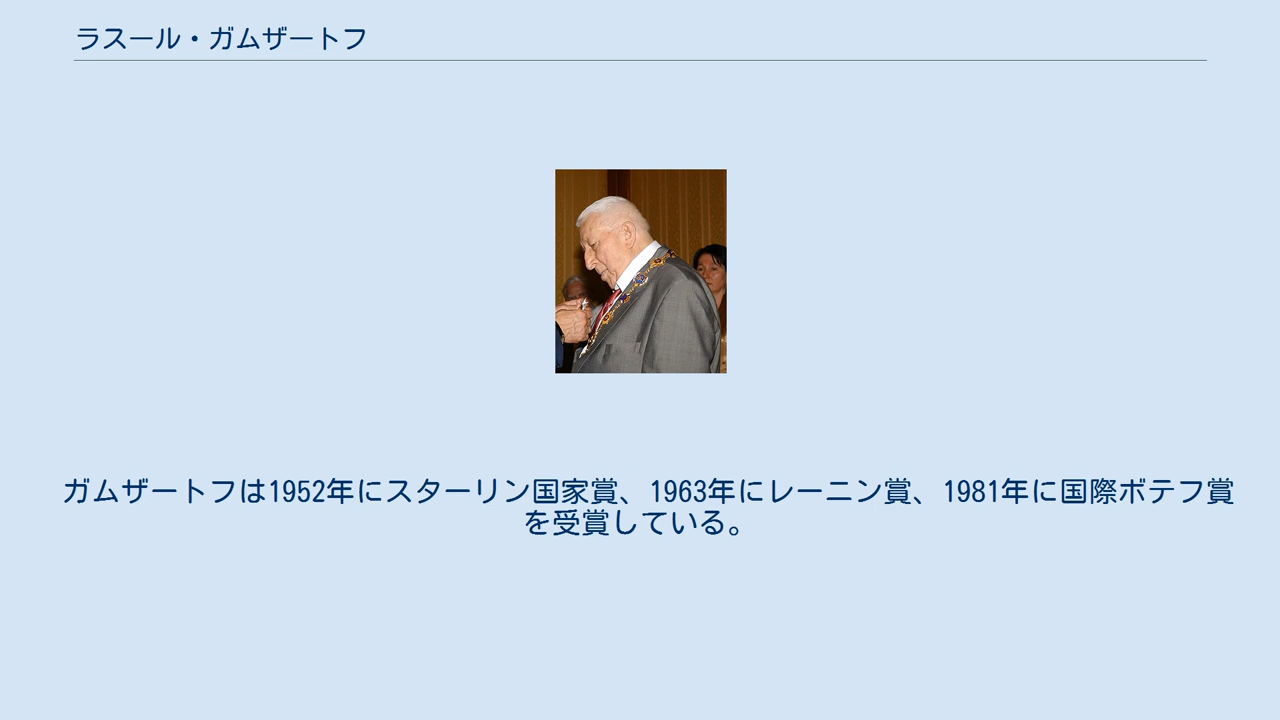 ラスール・ガムザートフ
ガムザートフは1952年にスターリン国家賞、1963年にレーニン賞、1981年に国際ボテフ賞
を受賞している。